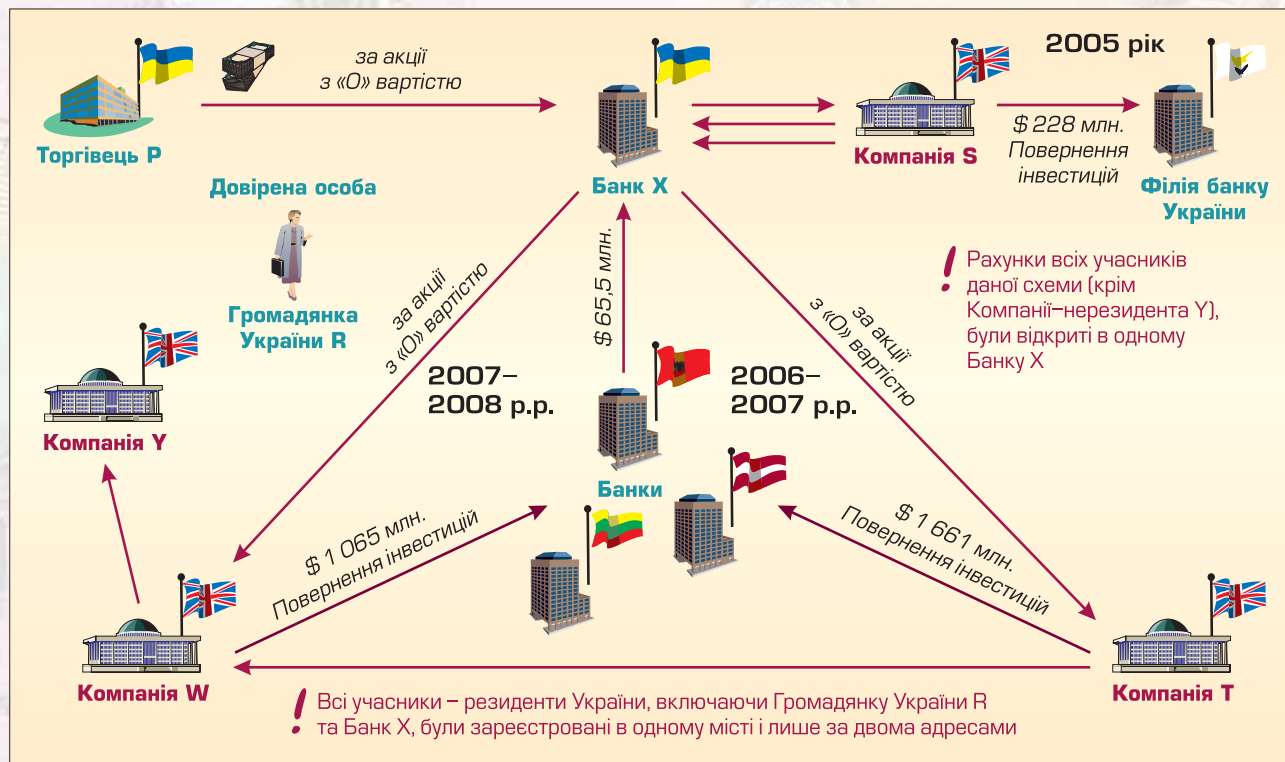 за акції
з «О» вартістю
2005 рік
Торгівець P
Банк X
Компанія S
$ 228 млн.
Повернення
інвестицій
Філія банку
України
Довірена особа
Громадянка
України R
за акції
з «О» вартістю
$ 65,5 млн.
за акції
з «О» вартістю
! Рахунки всіх учасників
даної схеми (крім
Компанії-нерезидента Y),
були відкриті в одному
Банку X
2007–
2008 р.р.
2006–
2007 р.р.
Компанія Y
Банки
$ 1 065 млн.
Повернення інвестицій
$ 1 661 млн.
Повернення інвестицій
Компанія W
Компанія T
! Всі учасники – резиденти України, включаючи Громадянку України R
та Банк X, були зареєстровані в одному місті і лише за двома адресами